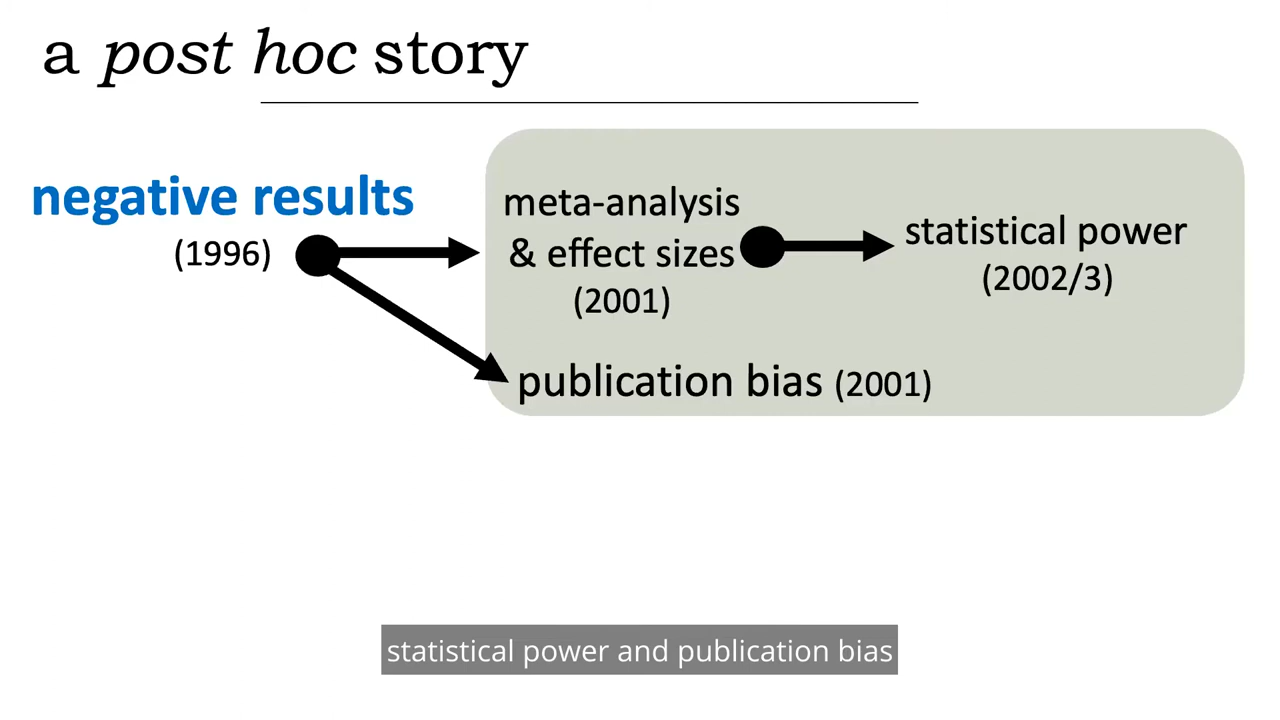 a post hoc story
negative results
(1996)
meta-analysis
& effect sizes
(2001)
statistical power
(2002/3)
publication bias (2001)
statistical power and publication bias